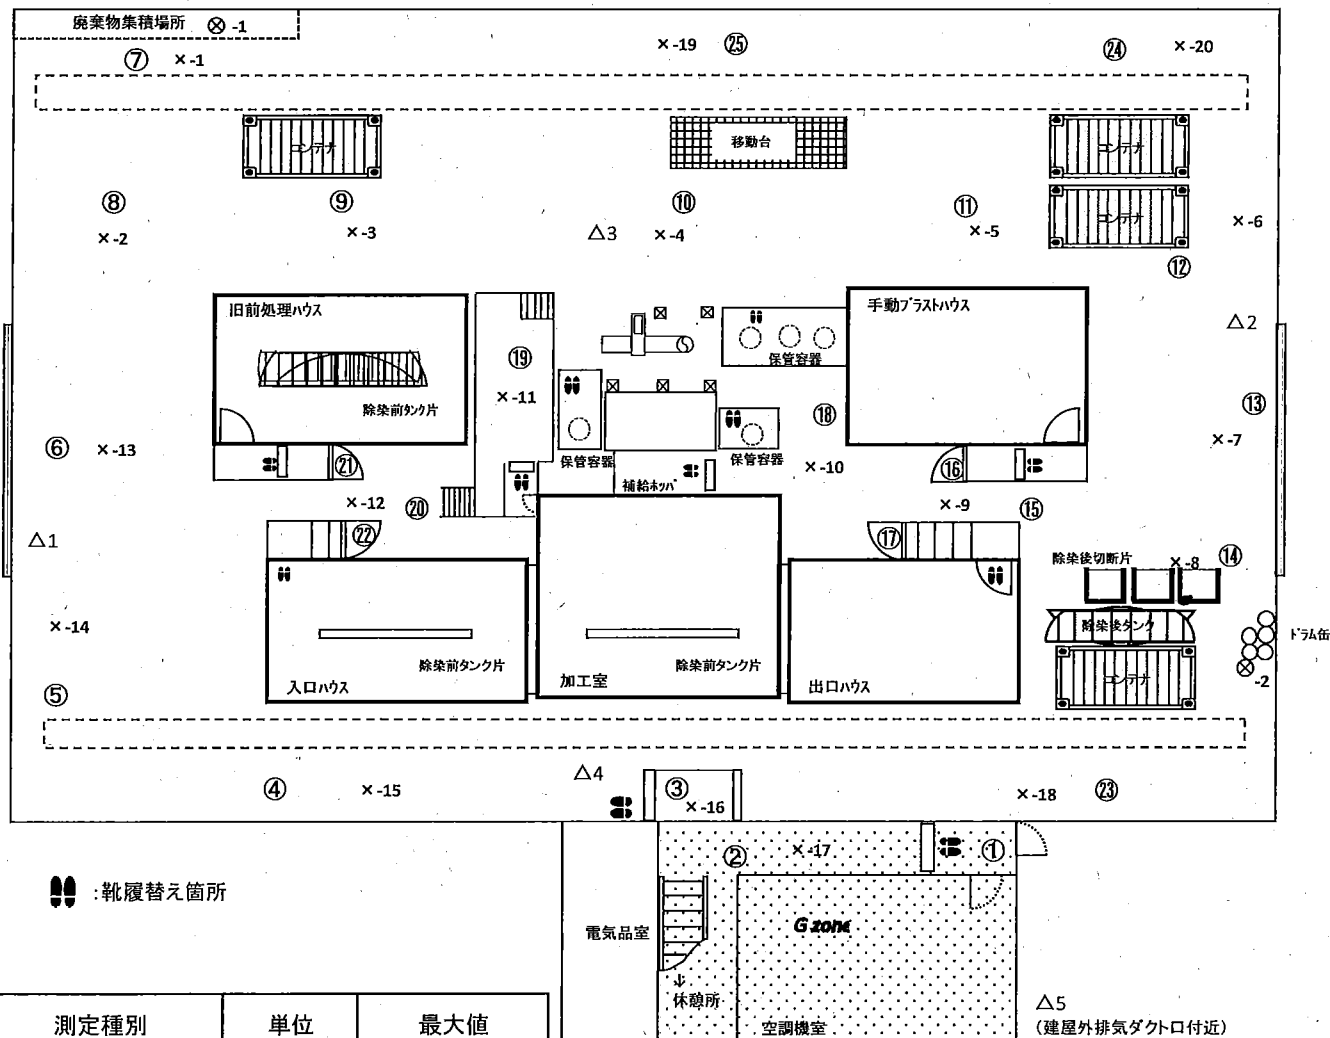 廃棄物集積場所 ⊗ -1
⑦ × -1
× -19 ㉕
㉔ × -20
コンテナ
移動台
コンテナ
コンテナ
⑧
× -2
⑨
× -3
⑩
△3 × -4
⑪
× -5
× -6
⑫
旧前処理ハウス
除染前タンク片
⑲
× -11
保管容器
手動ブラストハウス
△2
⑬
× -7
⑱
⑥ × -13
保管容器
保管容器
× -10
㉑
⑯
補給ホッパ
× -12 ⑳
× -9 ⑮
△1
㉒
⑰
除染後切断片 × -8 ⑭
× -14
除染後タンク
ドラム缶
除染前タンク片
入口ハウス
除染前タンク片
加工室
出口ハウス
コンテナ
⊗
-2
⑤
④ × -15
△4
③
× -16
× -18 ㉓
② × -17 ①
:靴履替え箇所
電気品室
G zone
↓
休憩所
空調機室
△5
(建屋外排気ダクト口付近)
測定種別 単位 最大値